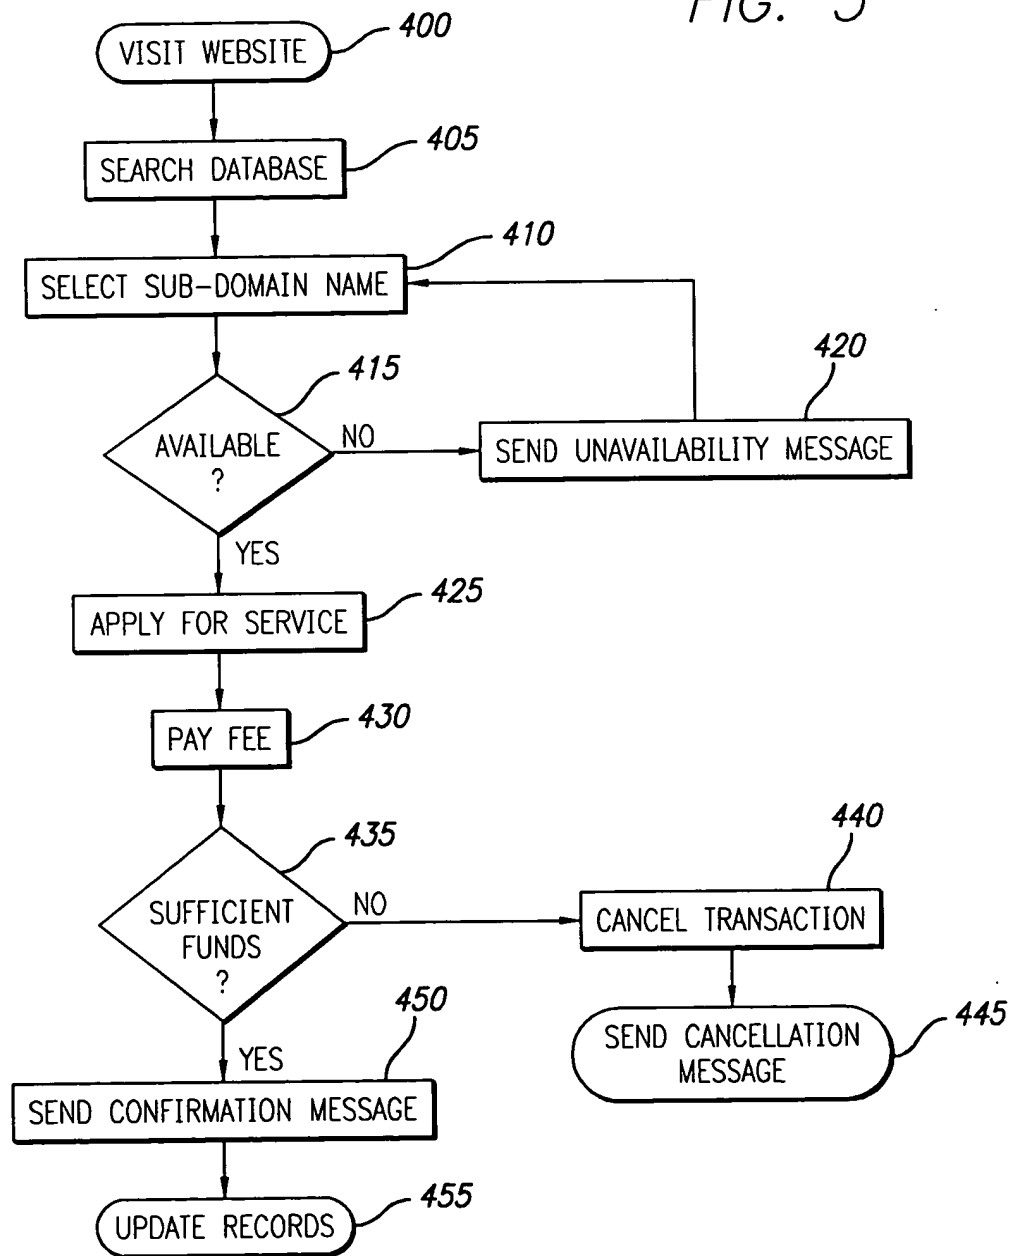 FIG. 5
VISIT WEBSITE
400
SEARCH DATABASE
405
SELECT SUB-DOMAIN NAME
410
AVAILABLE
?
415
NO
SEND UNAVAILABILITY MESSAGE
420
YES
APPLY FOR SERVICE
425
PAY FEE
430
SUFFICIENT
FUNDS
?
435
NO
CANCEL TRANSACTION
440
SEND CANCELLATION
MESSAGE
445
YES
SEND CONFIRMATION MESSAGE
450
UPDATE RECORDS
455